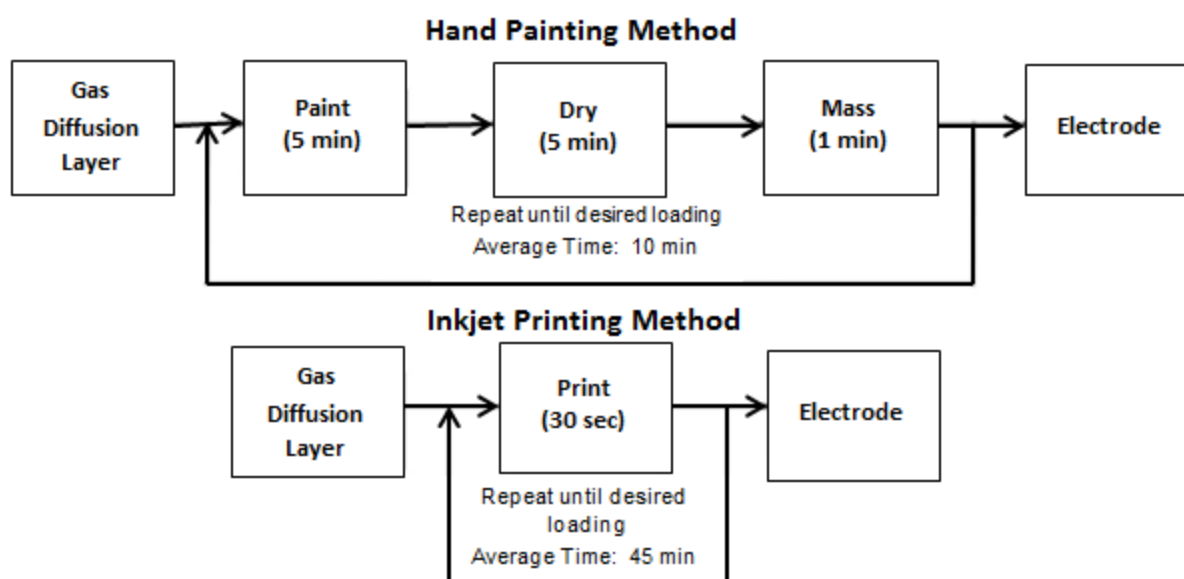 Hand Painting Method
Gas
Diffusion
Layer
Paint
(5 min)
Dry
(5 min)
Mass
(1 min)
Electrode
Repeat until desired loading
Average Time:  10 min
Inkjet Printing Method
Gas
Diffusion
Layer
Print
(30 sec)
Electrode
Repeat until desired
loading
Average Time:  45 min